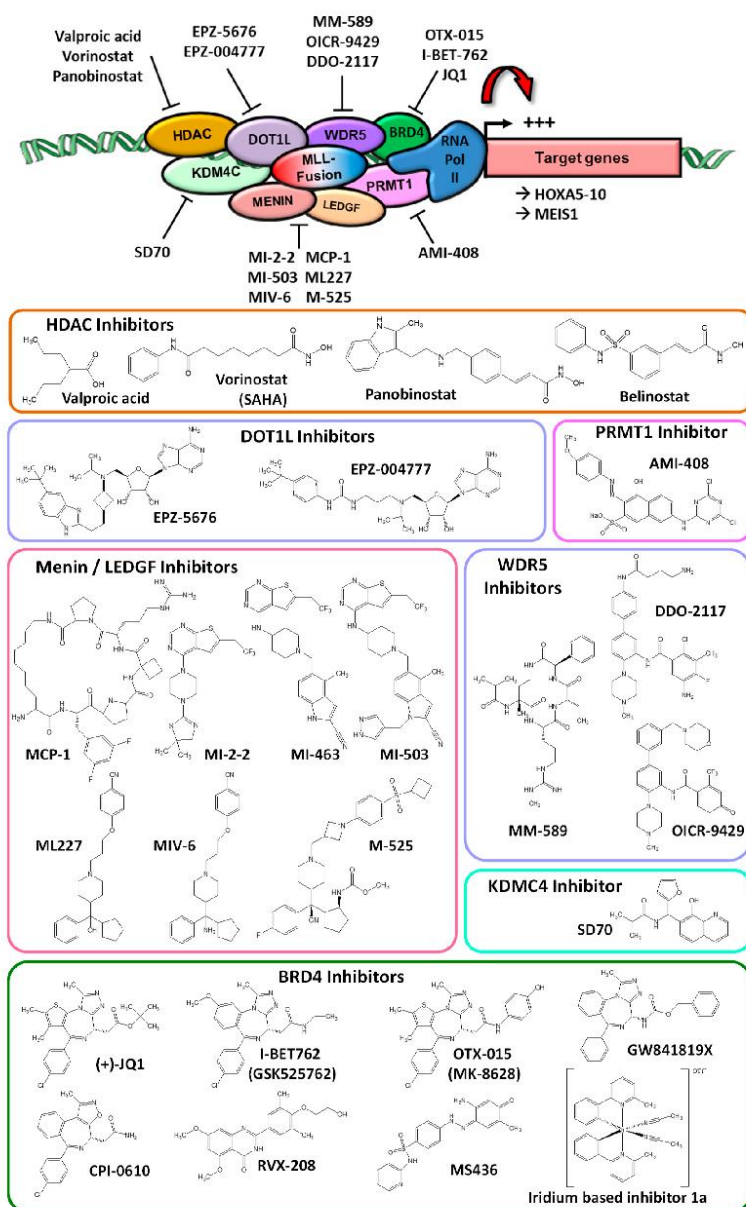 Valproic acid
Vorinostat
Panobinostat
EPZ-5676
EPZ-004777
MM-589
OICR-9429
DDO-2117
OTX-015
I-BET-762
JQ1
+++
HDAC
DOT1L
WDR5
BRD4
RNA
Pol
II
KDM4C
MLL-
Fusion
PRMT1
MENIN
LEDGF
Target genes
→ HOXA5-10
→ MEIS1
SD70
MI-2-2 MCP-1
MI-503 ML227
MIV-6 M-525
AMI-408
HDAC Inhibitors
Valproic acid
Vorinostat
(SAHA)
Panobinostat
Belinostat
DOT1L Inhibitors
EPZ-5676
EPZ-004777
PRMT1 Inhibitor
AMI-408
Menin / LEDGF Inhibitors
MCP-1
MI-2-2
MI-463
MI-503
ML227
MIV-6
M-525
WDR5
Inhibitors
DDO-2117
MM-589
OICR-9429
KDMC4 Inhibitor
SD70
BRD4 Inhibitors
(+)-JQ1
I-BET762
(GSK525762)
OTX-015
(MK-8628)
GW841819X
CPI-0610
RVX-208
MS436
Iridium based inhibitor 1a